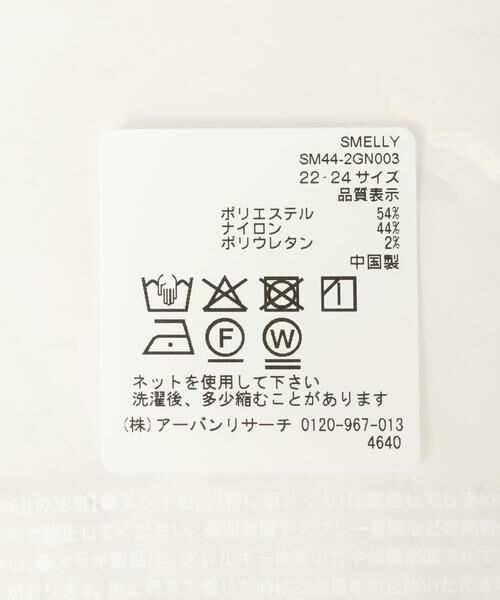 SMELLY
SM44-2GN003
22-24サイズ
品質表示
ポリエステル 54%
ナイロン 44%
ポリウレタン 2%
中国製
F W
ネットを使用して下さい
洗濯後、多少縮むことがあります
(株)アーバンリサーチ 0120-967-013
4640